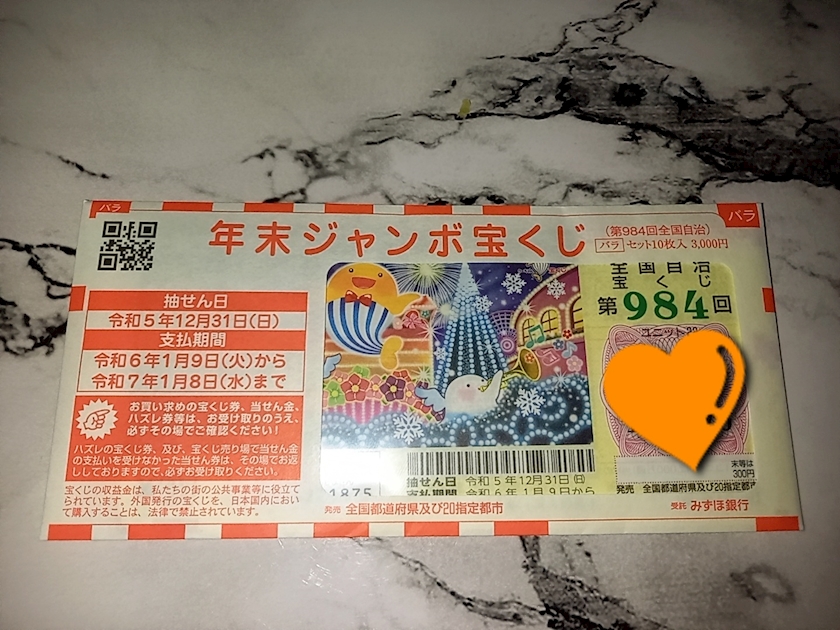 バラ
バラ
年末ジャンボ宝くじ
(第984回全国自治)
バラ セット10枚入 3,000円
抽せん日
令和5年12月31日(日)
支払期間
令和6年1月9日(火)から
令和7年1月8日(水)まで
お買い求めの宝くじ券、当せん金、
ハズレ券等は、お受け取りのうえ、
必ずその場でご確認ください!
ハズレの宝くじ券、及び、宝くじ売り場で当せん金
の支払いを受けなかった当せん券は、その場でお返
ししておりますので、必ずお受け取りください。
宝くじの収益金は、私たちの街の公共事業等に役立て
られています。外国発行の宝くじを、日本国内におい
て購入することは、法律で禁止されています。
全国自治
宝くじ
第984回
ユニット
末等は
300円
1875
抽せん日 令和5年12月31日(日)
支払期間 令和6年1月9日から
発売 全国都道府県及び20指定都市
発売 全国都道府県及び20指定都市
受託 みずほ銀行